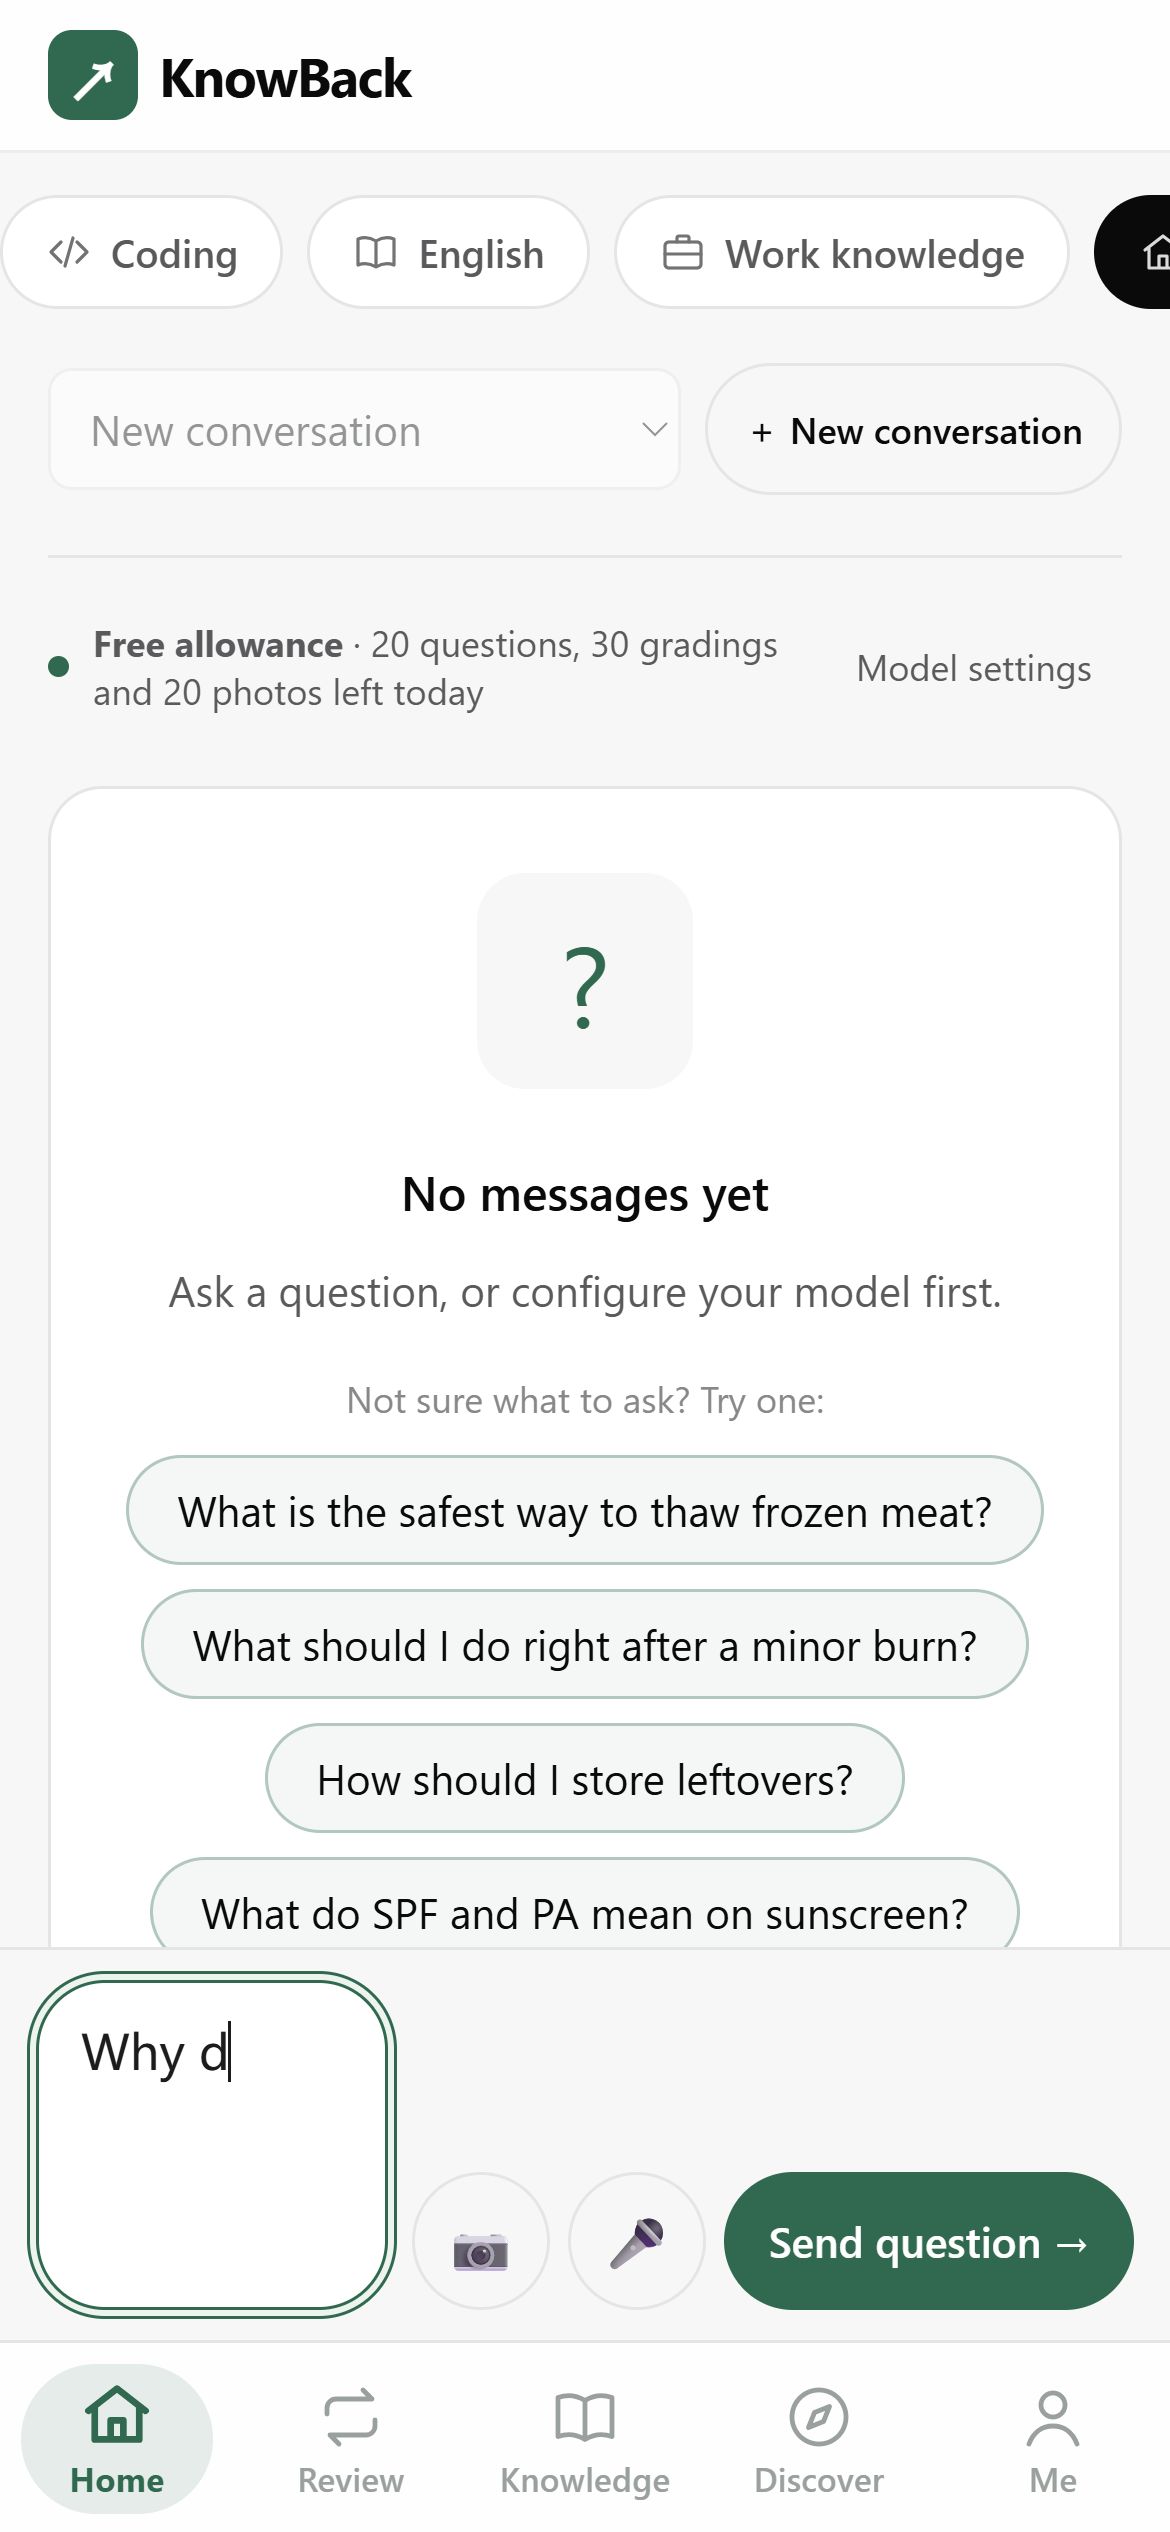 KnowBack
Coding
English
Work knowledge
New conversation
+ New conversation
Free allowance · 20 questions, 30 gradings
and 20 photos left today
Model settings
?
No messages yet
Ask a question, or configure your model first.
Not sure what to ask? Try one:
What is the safest way to thaw frozen meat?
What should I do right after a minor burn?
How should I store leftovers?
What do SPF and PA mean on sunscreen?
Why d
Send question →
Home
Review
Knowledge
Discover
Me